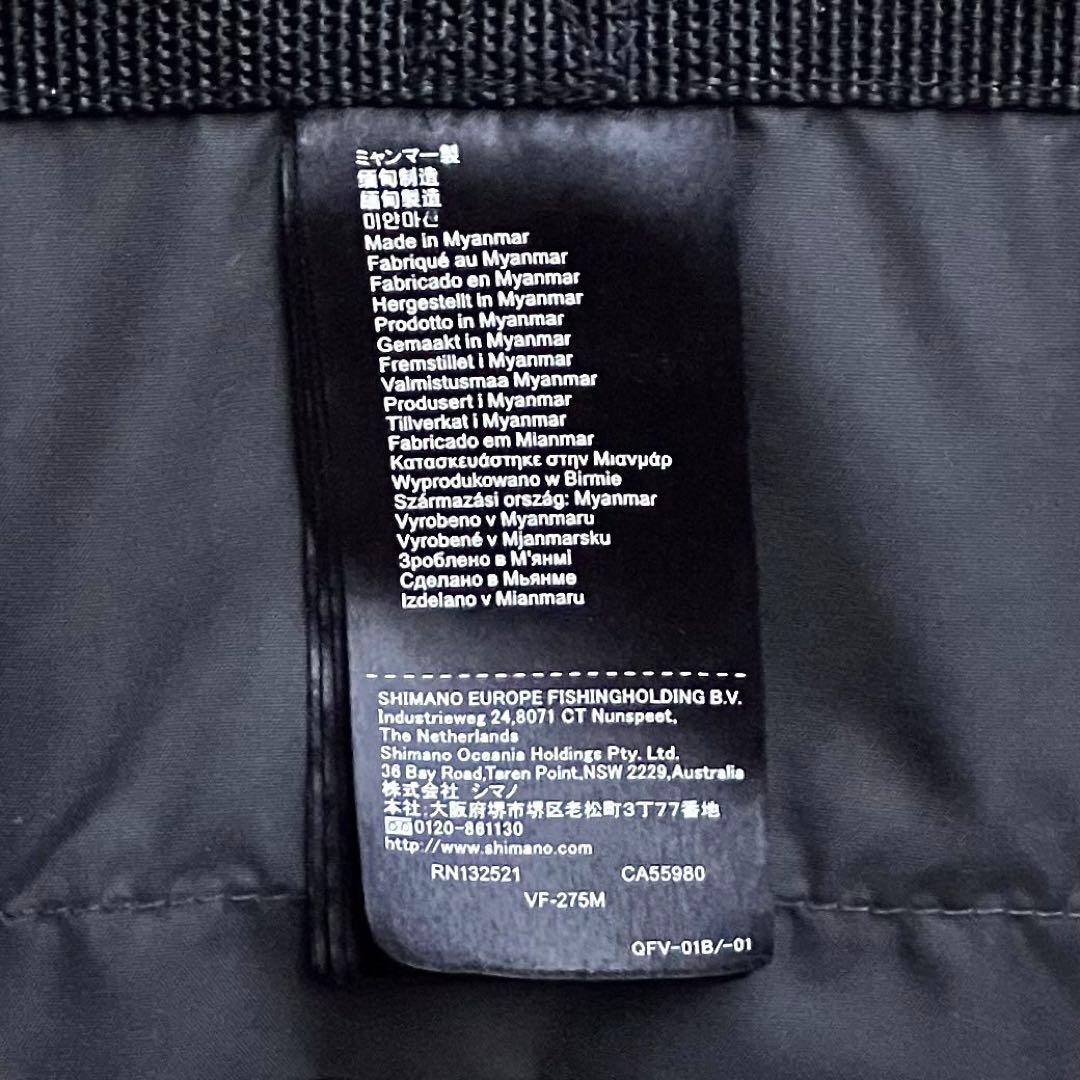 ミャンマー製
缅甸制造
緬甸製造
미얀마산
Made in Myanmar
Fabriqué au Myanmar
Fabricado en Myanmar
Hergestellt in Myanmar
Prodotto in Myanmar
Gemaakt in Myanmar
Fremstillet i Myanmar
Valmistusmaa Myanmar
Produsert i Myanmar
Tillverkat i Myanmar
Fabricado em Mianmar
Κατασκευάστηκε στην Μιανμάρ
Wyprodukowano w Birmie
Származási ország: Myanmar
Vyrobeno v Myanmaru
Vyrobené v Mjanmarsku
Зроблено в М'янмі
Сделано в Мьянме
Izdelano v Mianmaru
SHIMANO EUROPE FISHINGHOLDING B.V.
Industrieweg 24,8071 CT Nunspeet,
The Netherlands
Shimano Oceania Holdings Pty. Ltd.
36 Bay Road,Taren Point,NSW 2229,Australia
株式会社 シマノ
本社:大阪府堺市堺区老松町3丁77番地
0120-861130
http://www.shimano.com
RN132521 CA55980
VF-275M
QFV-01B/-01